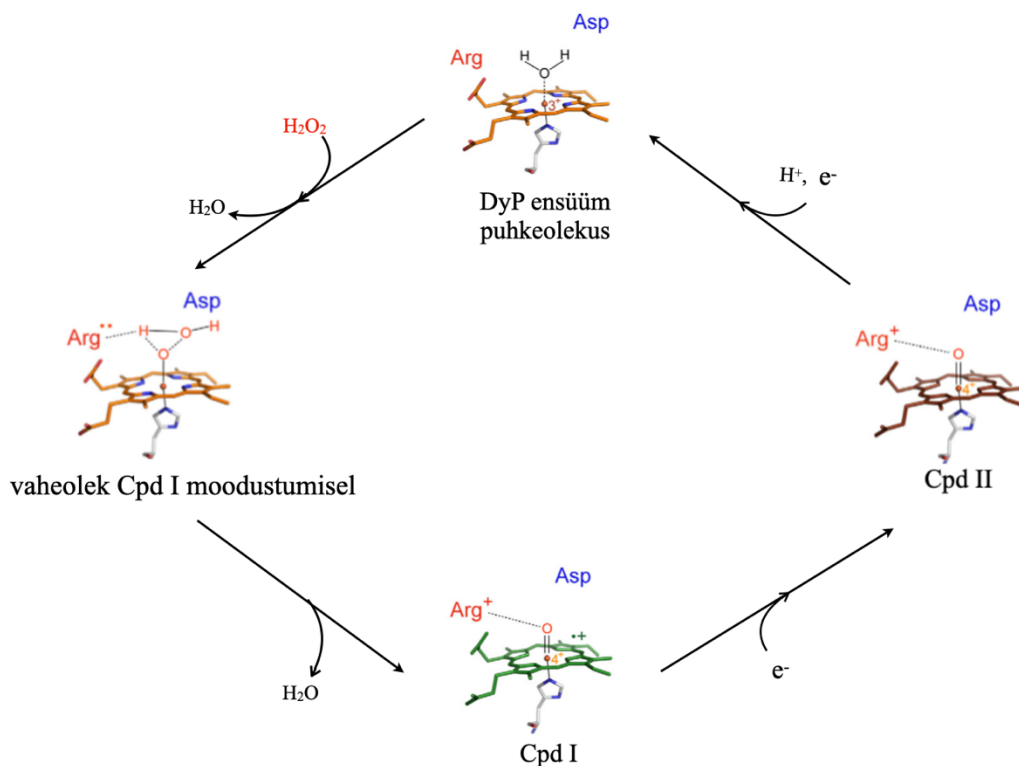 Asp
Arg
H H
O
3+
DyP ensüüm
puhkeolekus
H₂O₂
H₂O
H⁺, e-
Asp
Arg•• H O H
O
vaheolek Cpd I moodustumisel
Asp
Arg+
O
4+
Cpd II
Asp
Arg+
O
•+
4+
Cpd I
H₂O
e-